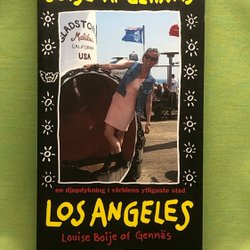 GLADSTONE'S
Malibu
CALIFORNIA
USA
en djupdykning i världens ytligaste stad
LOS ANGELES
Louise Boije af Gennäs